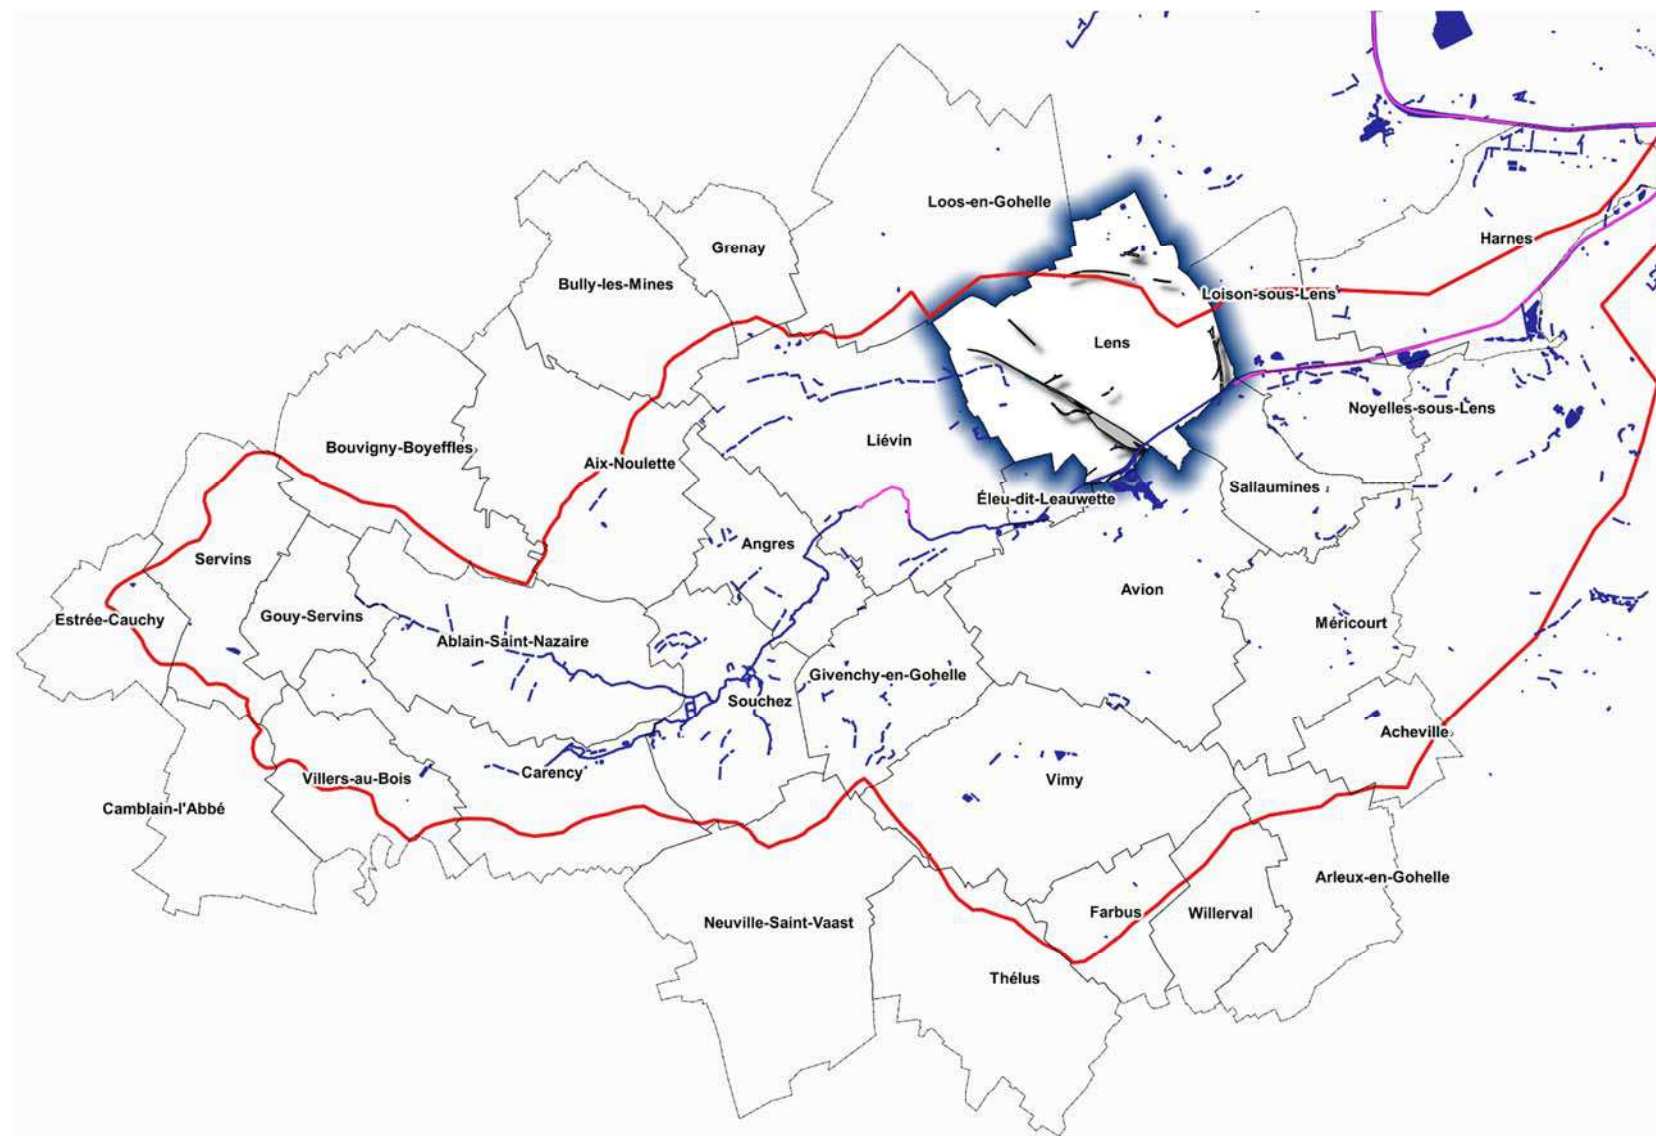 Loos-en-Gohelle
Harnes
Grenay
Bully-les-Mines
Loison-sous-Lens
Lens
Noyelles-sous-Lens
Liévin
Bouvigny-Boyeffles
Aix-Noulette
Sallaumines
Éleu-dit-Leauwette
Angres
Servins
Avion
Gouy-Servins
Estrée-Cauchy
Méricourt
Ablain-Saint-Nazaire
Givenchy-en-Gohelle
Souchez
Acheville
Carency
Villers-au-Bois
Vimy
Camblain-l'Abbé
Arleux-en-Gohelle
Farbus
Willerval
Neuville-Saint-Vaast
Thélus